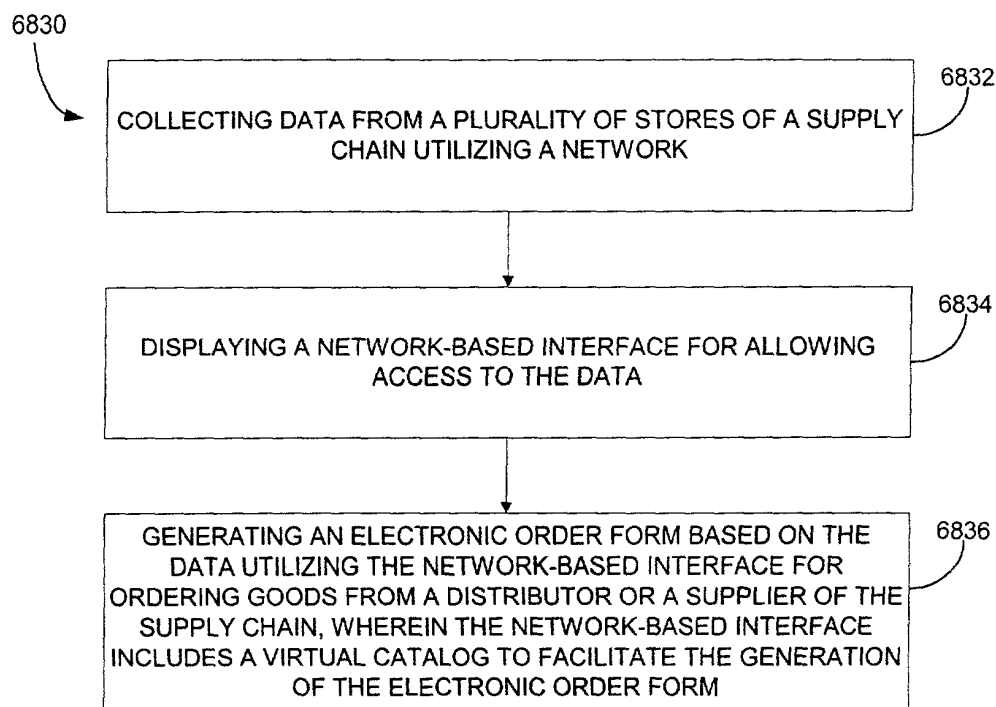 6830
6832
COLLECTING DATA FROM A PLURALITY OF STORES OF A SUPPLY
CHAIN UTILIZING A NETWORK
6834
DISPLAYING A NETWORK-BASED INTERFACE FOR ALLOWING
ACCESS TO THE DATA
6836
GENERATING AN ELECTRONIC ORDER FORM BASED ON THE
DATA UTILIZING THE NETWORK-BASED INTERFACE FOR
ORDERING GOODS FROM A DISTRIBUTOR OR A SUPPLIER OF THE
SUPPLY CHAIN, WHEREIN THE NETWORK-BASED INTERFACE
INCLUDES A VIRTUAL CATALOG TO FACILITATE THE GENERATION
OF THE ELECTRONIC ORDER FORM